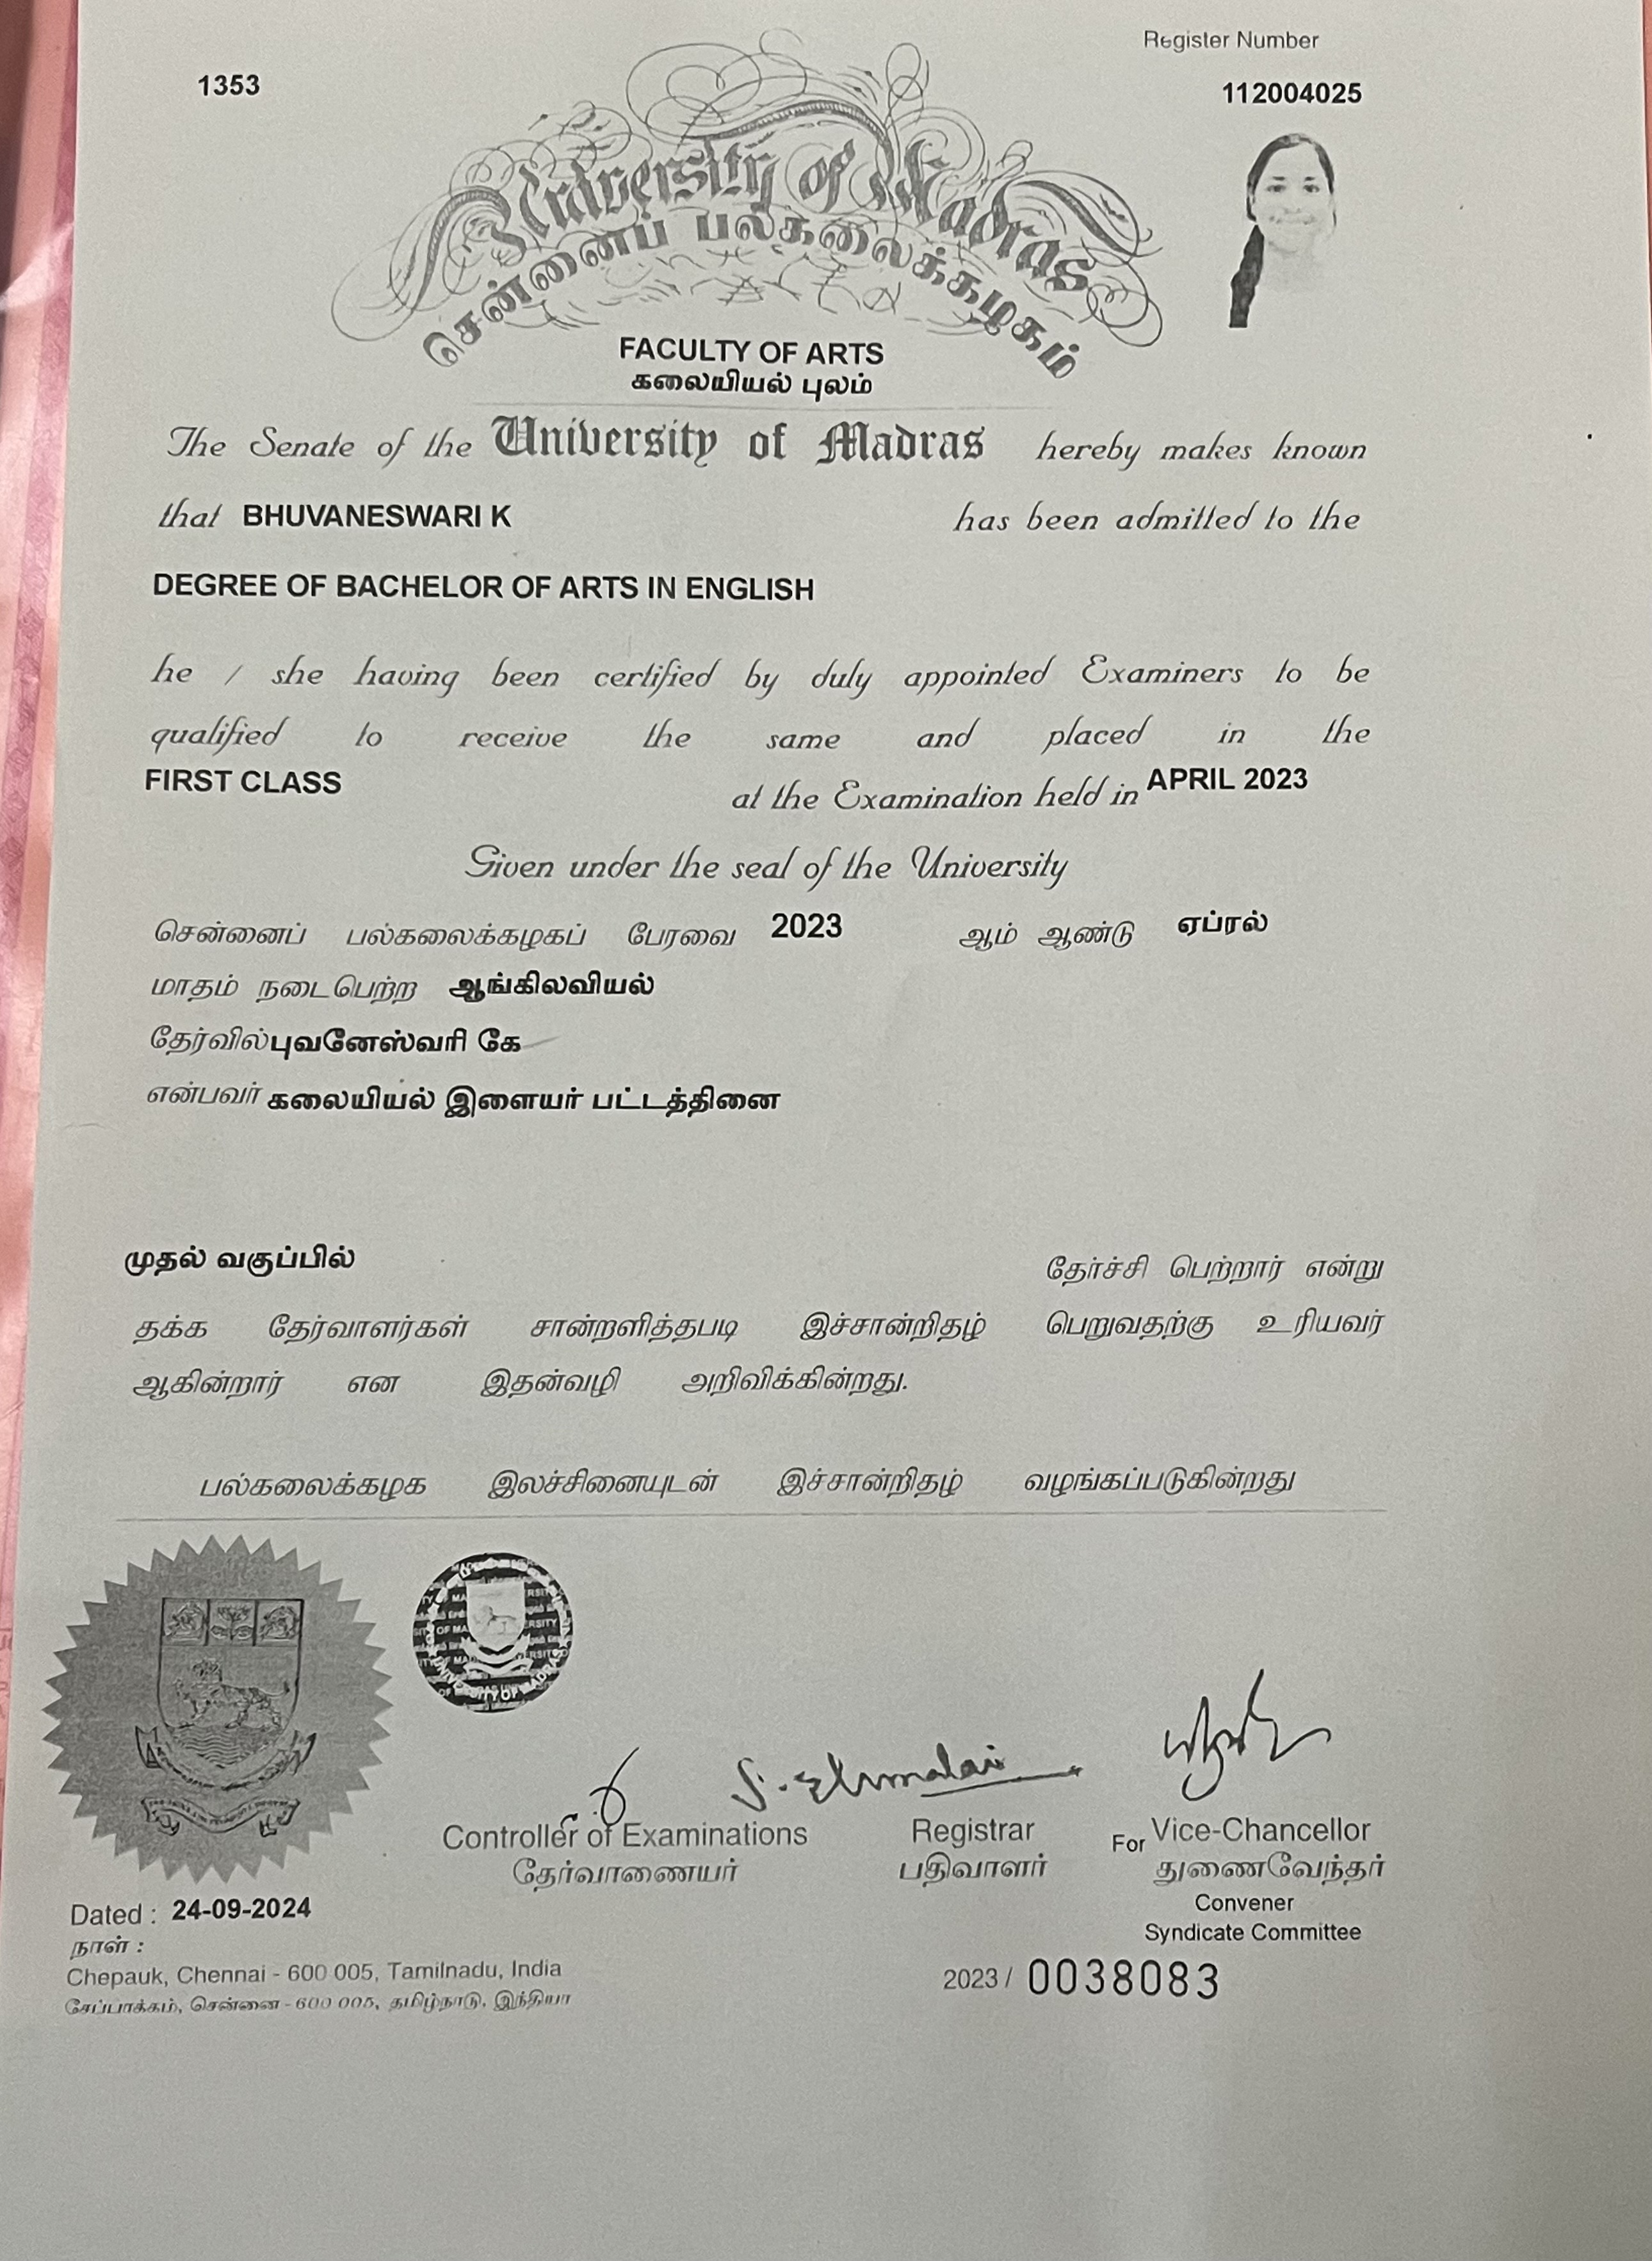 Register Number
1353
112004025
University of Madras
சென்னைப் பல்கலைக்கழகம்
FACULTY OF ARTS
கலையியல் புலம்
The Senate of the University of Madras hereby makes known
that BHUVANESWARI K has been admitted to the
DEGREE OF BACHELOR OF ARTS IN ENGLISH
he / she having been certified by duly appointed Examiners to be
qualified to receive the same and placed in the
FIRST CLASS at the Examination held in APRIL 2023
Given under the seal of the University
சென்னைப் பல்கலைக்கழகப் பேரவை 2023 ஆம் ஆண்டு ஏப்ரல்
மாதம் நடைபெற்ற ஆங்கிலவியல்
தேர்வில் புவனேஸ்வரி கே
என்பவர் கலையியல் இளையர் பட்டத்தினை
முதல் வகுப்பில் தேர்ச்சி பெற்றார் என்று
தக்க தேர்வாளர்கள் சான்றளித்தபடி இச்சான்றிதழ் பெறுவதற்கு உரியவர்
ஆகின்றார் என இதன்வழி அறிவிக்கின்றது.
பல்கலைக்கழக இலச்சினையுடன் இச்சான்றிதழ் வழங்கப்படுகின்றது
S. Elumalai
Controller of Examinations Registrar For Vice-Chancellor
தேர்வாணையர் பதிவாளர் துணைவேந்தர்
Convener
Syndicate Committee
Dated : 24-09-2024
நாள் :
Chepauk, Chennai - 600 005, Tamilnadu, India
சேப்பாக்கம், சென்னை - 600 005, தமிழ்நாடு, இந்தியா
2023 / 0038083